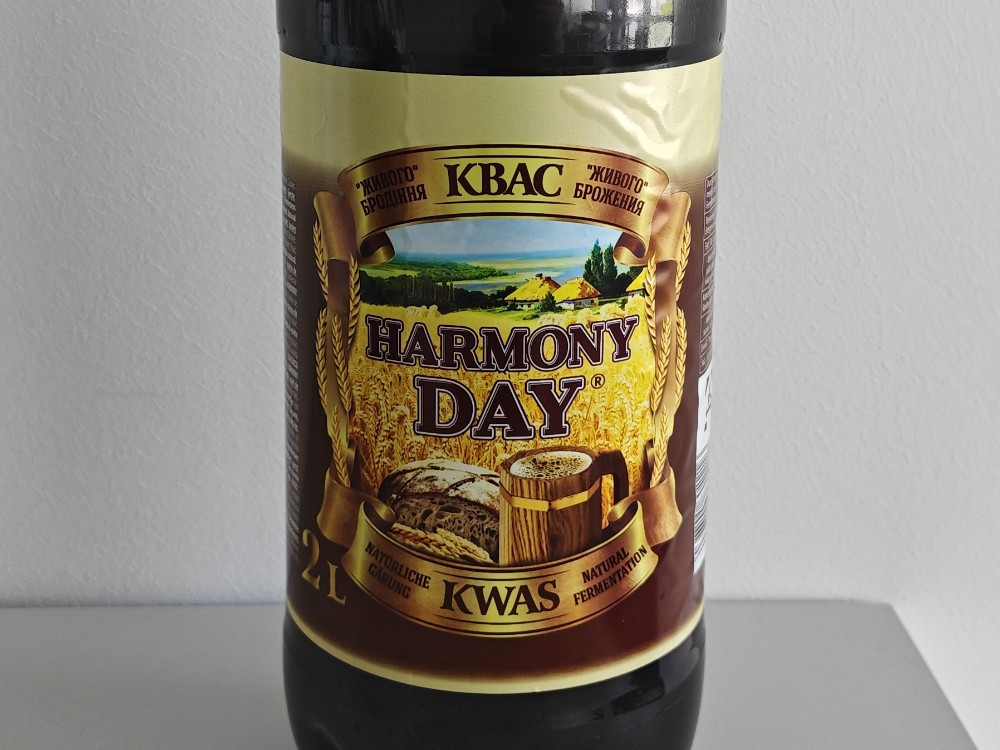 "ЖИВОГО"
БРОДІННЯ
КВАС
"ЖИВОГО"
БРОЖЕНИЯ
HARMONY
DAY®
2L
NATÜRLICHE
GÄRUNG
KWAS
NATURAL
FERMENTATION